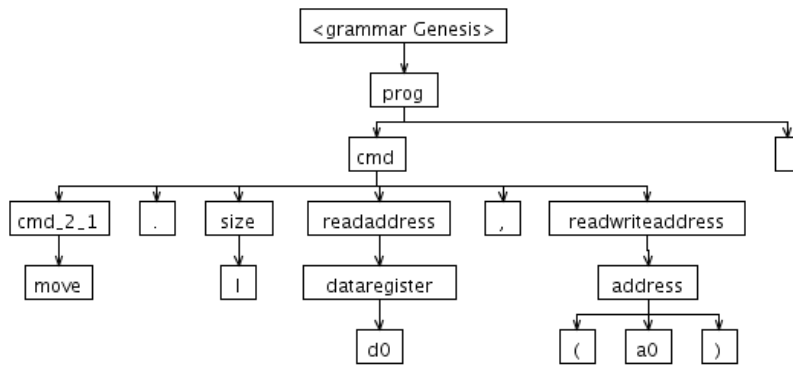 <grammar Genesis>
prog
cmd
cmd_2_1 . size readaddress , readwriteaddress
move l dataregister address
d0 ( a0 )